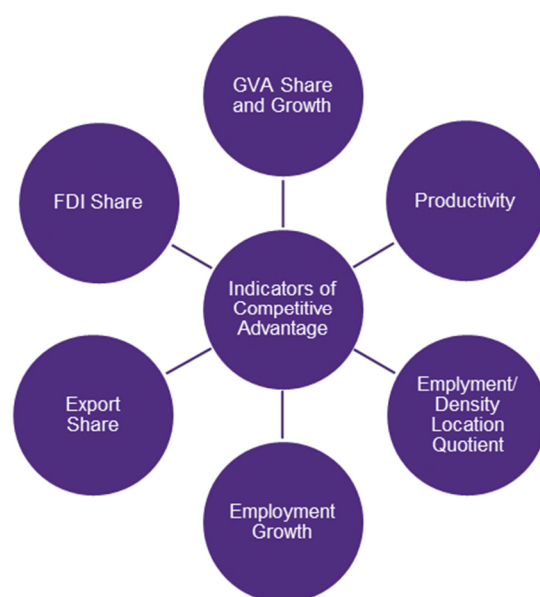 GVA Share
and Growth
FDI Share
Productivity
Indicators of
Competitive
Advantage
Export
Share
Emplyment/
Density
Location
Quotient
Employment
Growth